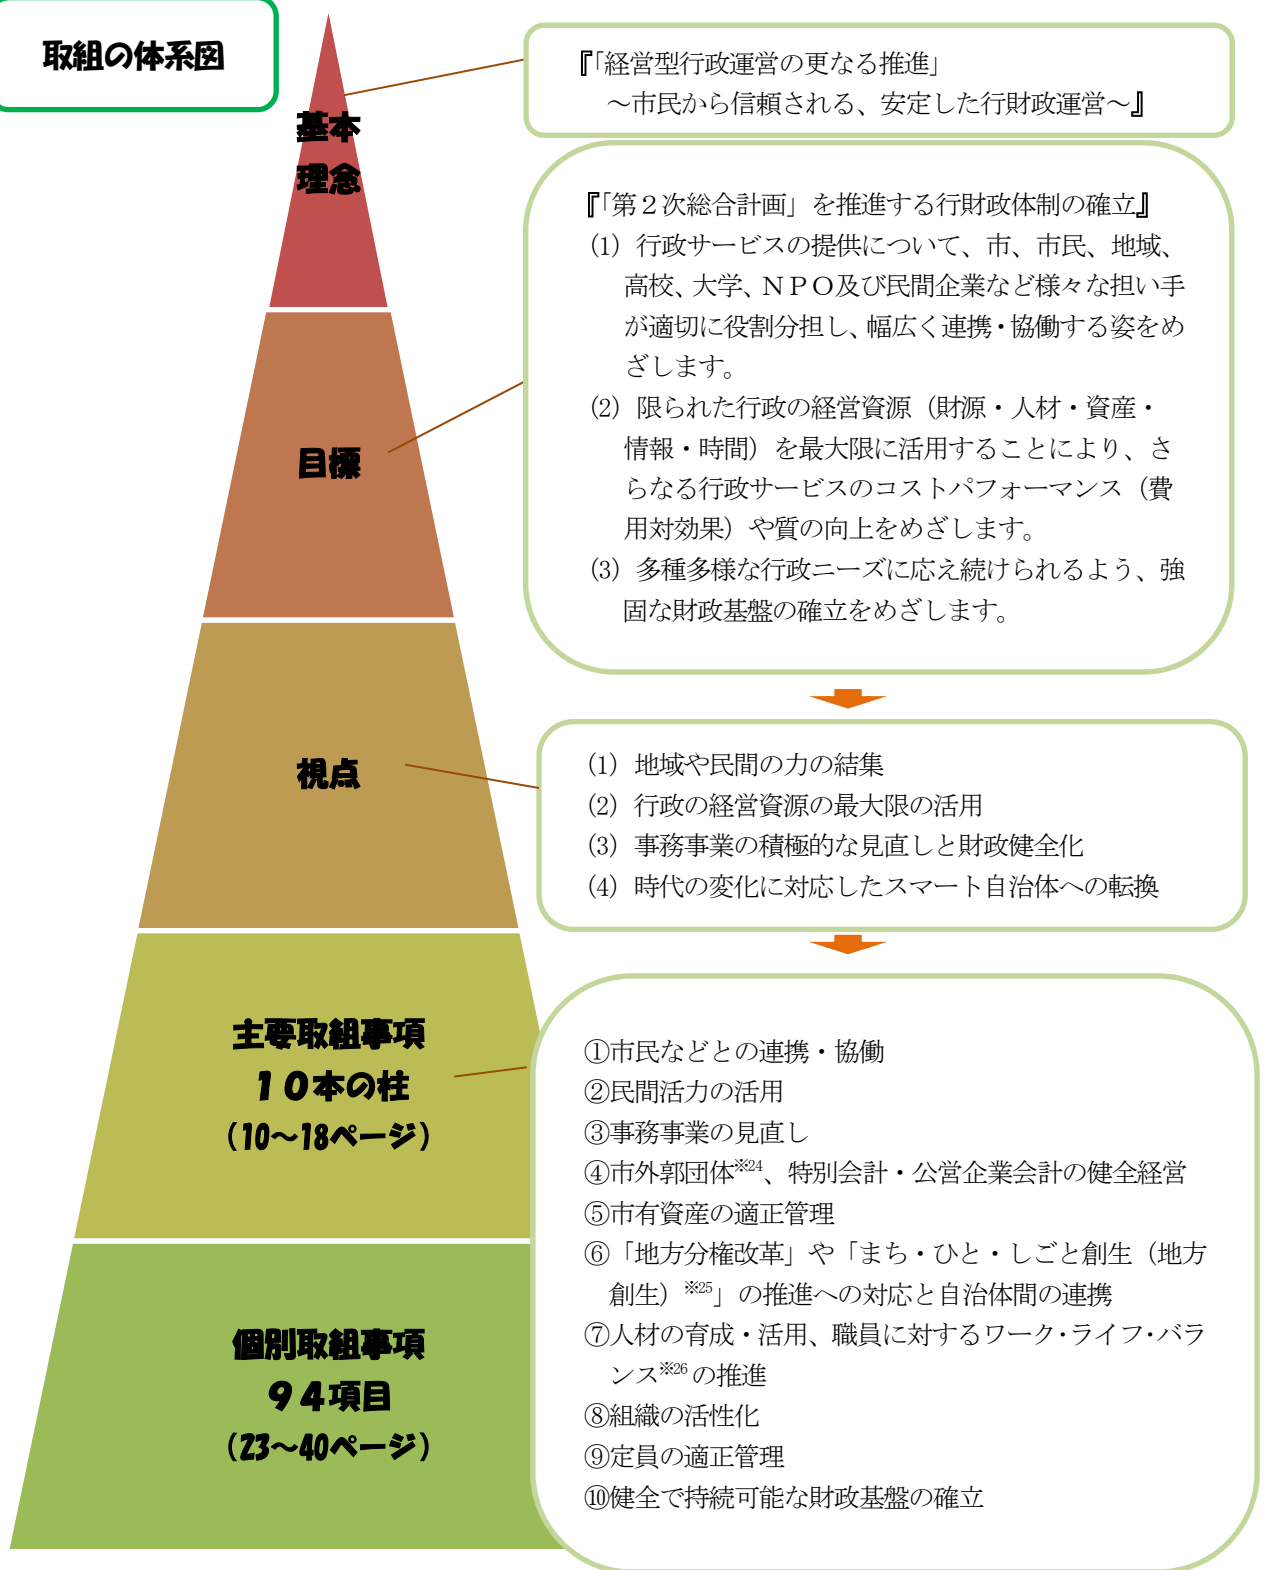 取組の体系図
基本
理念
『「経営型行政運営の更なる推進」
～市民から信頼される、安定した行財政運営～』
目標
『「第２次総合計画」を推進する行財政体制の確立』
(1) 行政サービスの提供について、市、市民、地域、
高校、大学、ＮＰＯ及び民間企業など様々な担い手
が適切に役割分担し、幅広く連携・協働する姿をめ
ざします。
(2) 限られた行政の経営資源（財源・人材・資産・
情報・時間）を最大限に活用することにより、さ
らなる行政サービスのコストパフォーマンス（費
用対効果）や質の向上をめざします。
(3) 多種多様な行政ニーズに応え続けられるよう、強
固な財政基盤の確立をめざします。
視点
(1) 地域や民間の力の結集
(2) 行政の経営資源の最大限の活用
(3) 事務事業の積極的な見直しと財政健全化
(4) 時代の変化に対応したスマート自治体への転換
主要取組事項
１０本の柱
（10～18ページ）
①市民などとの連携・協働
②民間活力の活用
③事務事業の見直し
④市外郭団体※24、特別会計・公営企業会計の健全経営
⑤市有資産の適正管理
⑥「地方分権改革」や「まち・ひと・しごと創生（地方
創生）※25」の推進への対応と自治体間の連携
⑦人材の育成・活用、職員に対するワーク・ライフ・バラ
ンス※26の推進
⑧組織の活性化
⑨定員の適正管理
⑩健全で持続可能な財政基盤の確立
個別取組事項
９４項目
（23～40ページ）